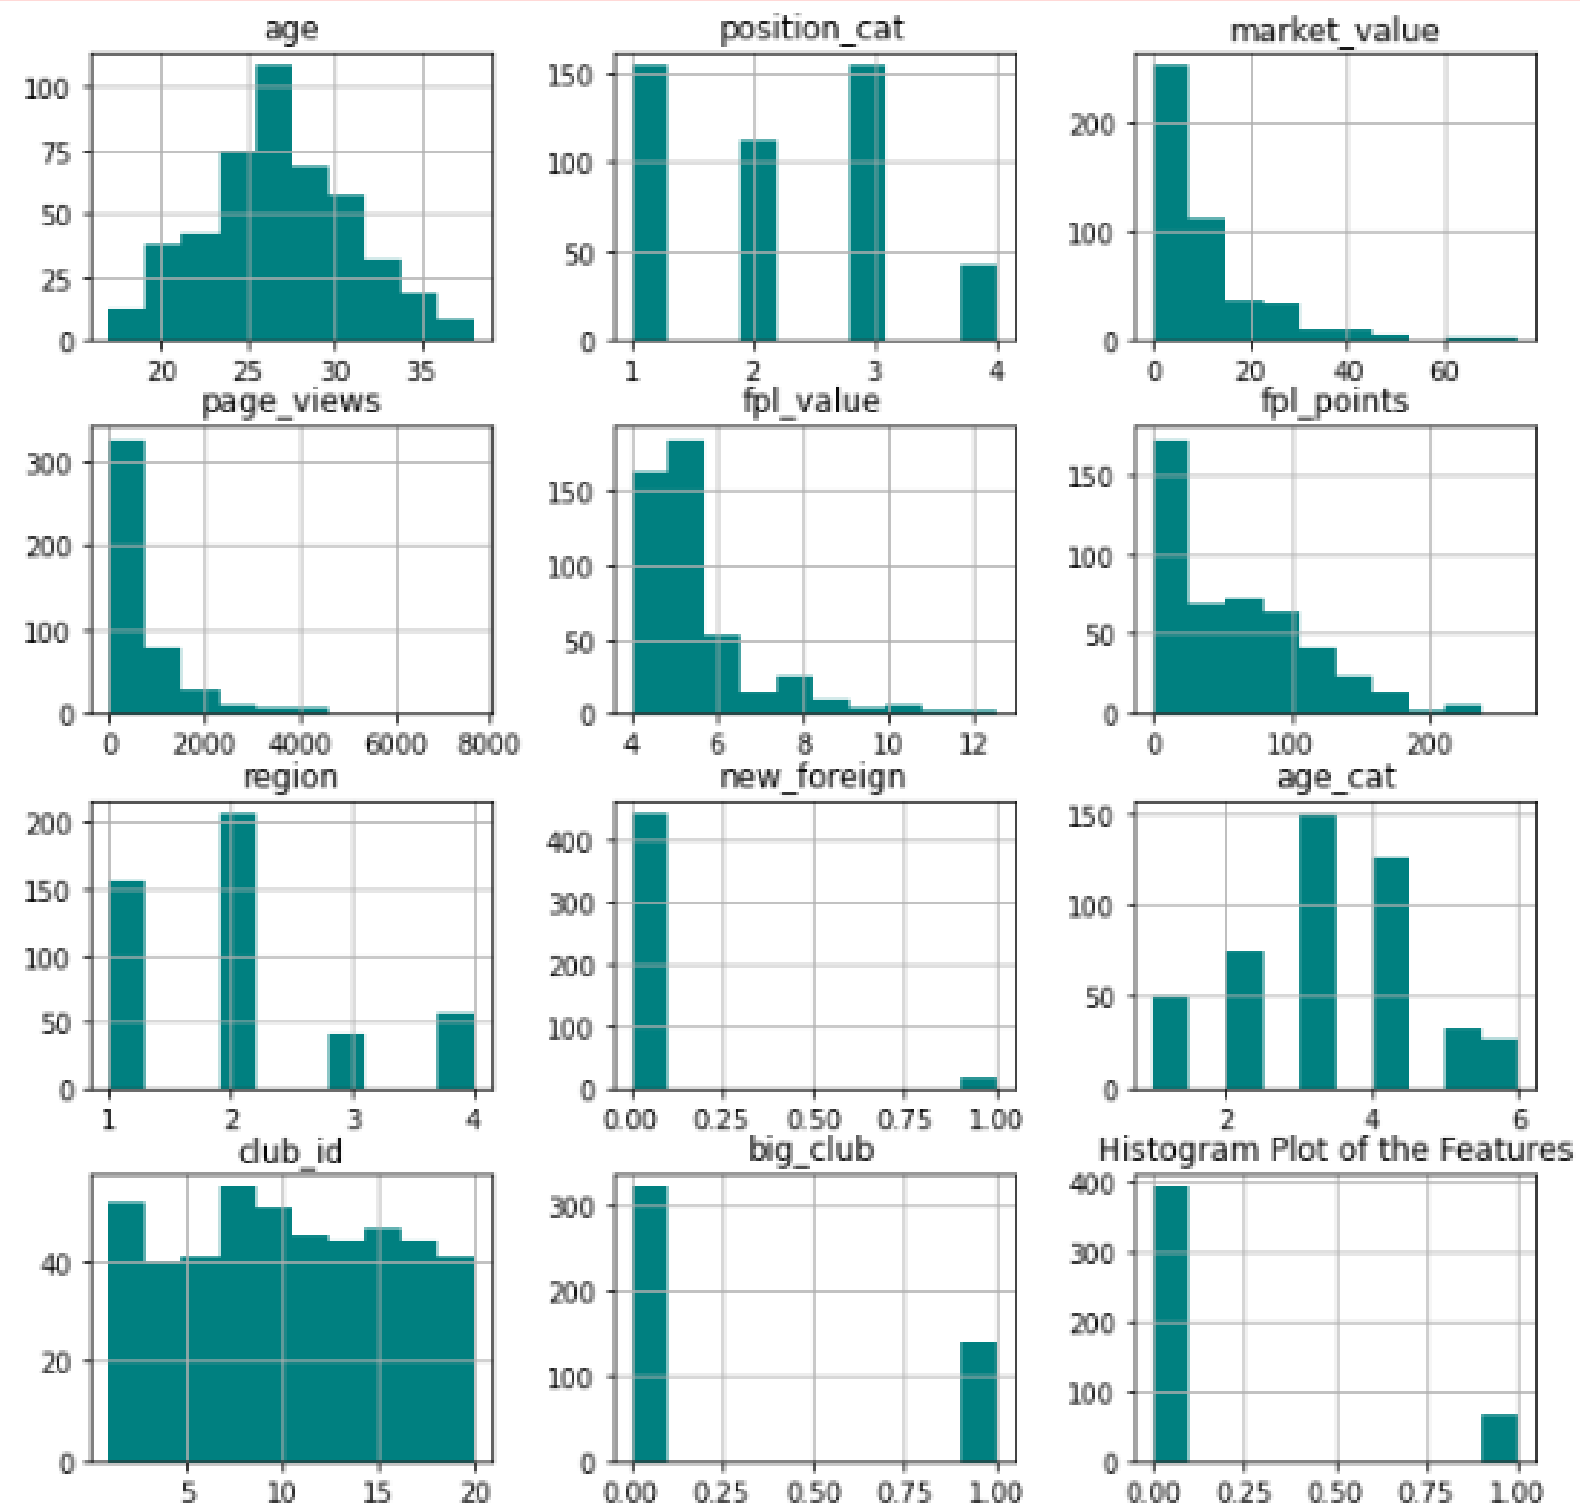 age position_cat market_value
100 150 200
75 100 100
50 50 0
25 0
0
20 25 30 35 1 2 3 4 0 20 40 60
page_views fpl_value fpl_points
300 150 150
200 100 100
100 50 50
0 0 0
0 2000 4000 6000 8000 4 6 8 10 12 0 100 200
region new_foreign age_cat
200 400 150
150 300 100
100 200 50
50 100 0
0 0
1 2 3 4 0.00 0.25 0.50 0.75 1.00 2 4 6
club_id big_club Histogram Plot of the Features
40 300 400
20 200 300
0 100 200
0 100
0
5 10 15 20 0.00 0.25 0.50 0.75 1.00 0.00 0.25 0.50 0.75 1.00